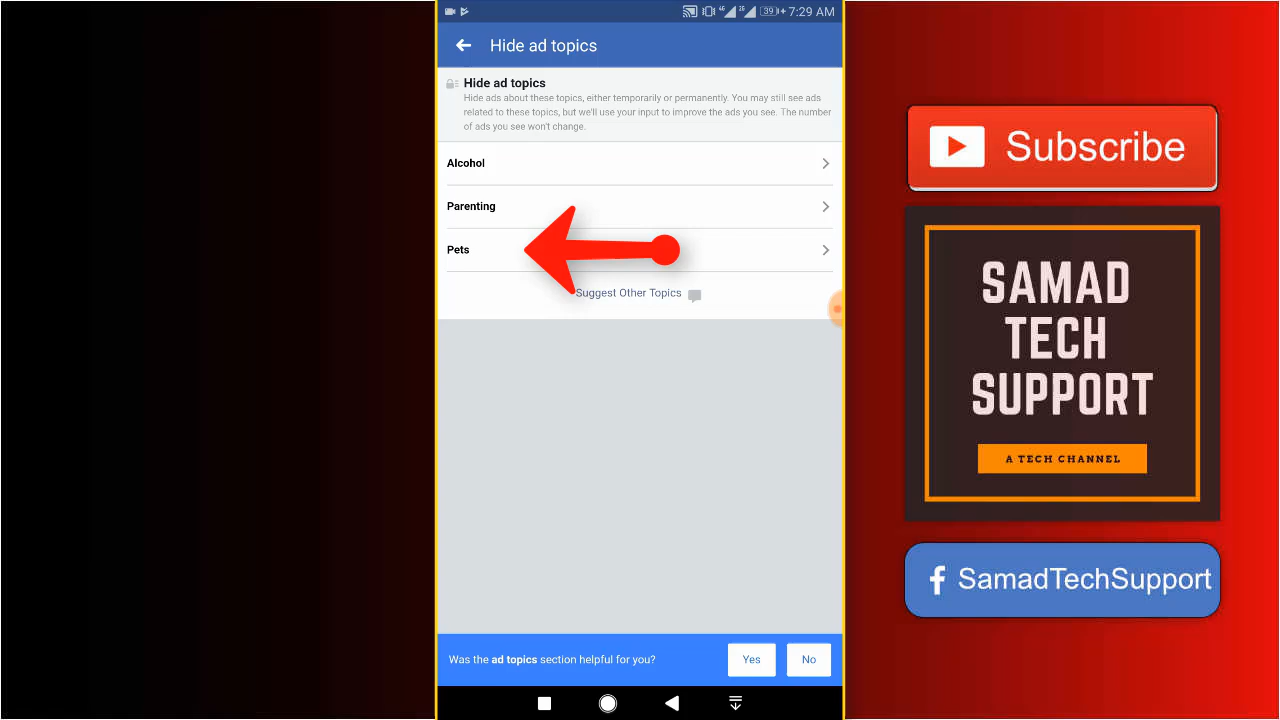 39 7:29 AM
Hide ad topics
Hide ad topics
Hide ads about these topics, either temporarily or permanently. You may still see ads
related to these topics, but we'll use your input to improve the ads you see. The number
of ads you see won't change.
Alcohol
Parenting
Pets
Suggest Other Topics
Was the ad topics section helpful for you?
Yes
No
Subscribe
SAMAD
TECH
SUPPORT
A TECH CHANNEL
f SamadTechSupport